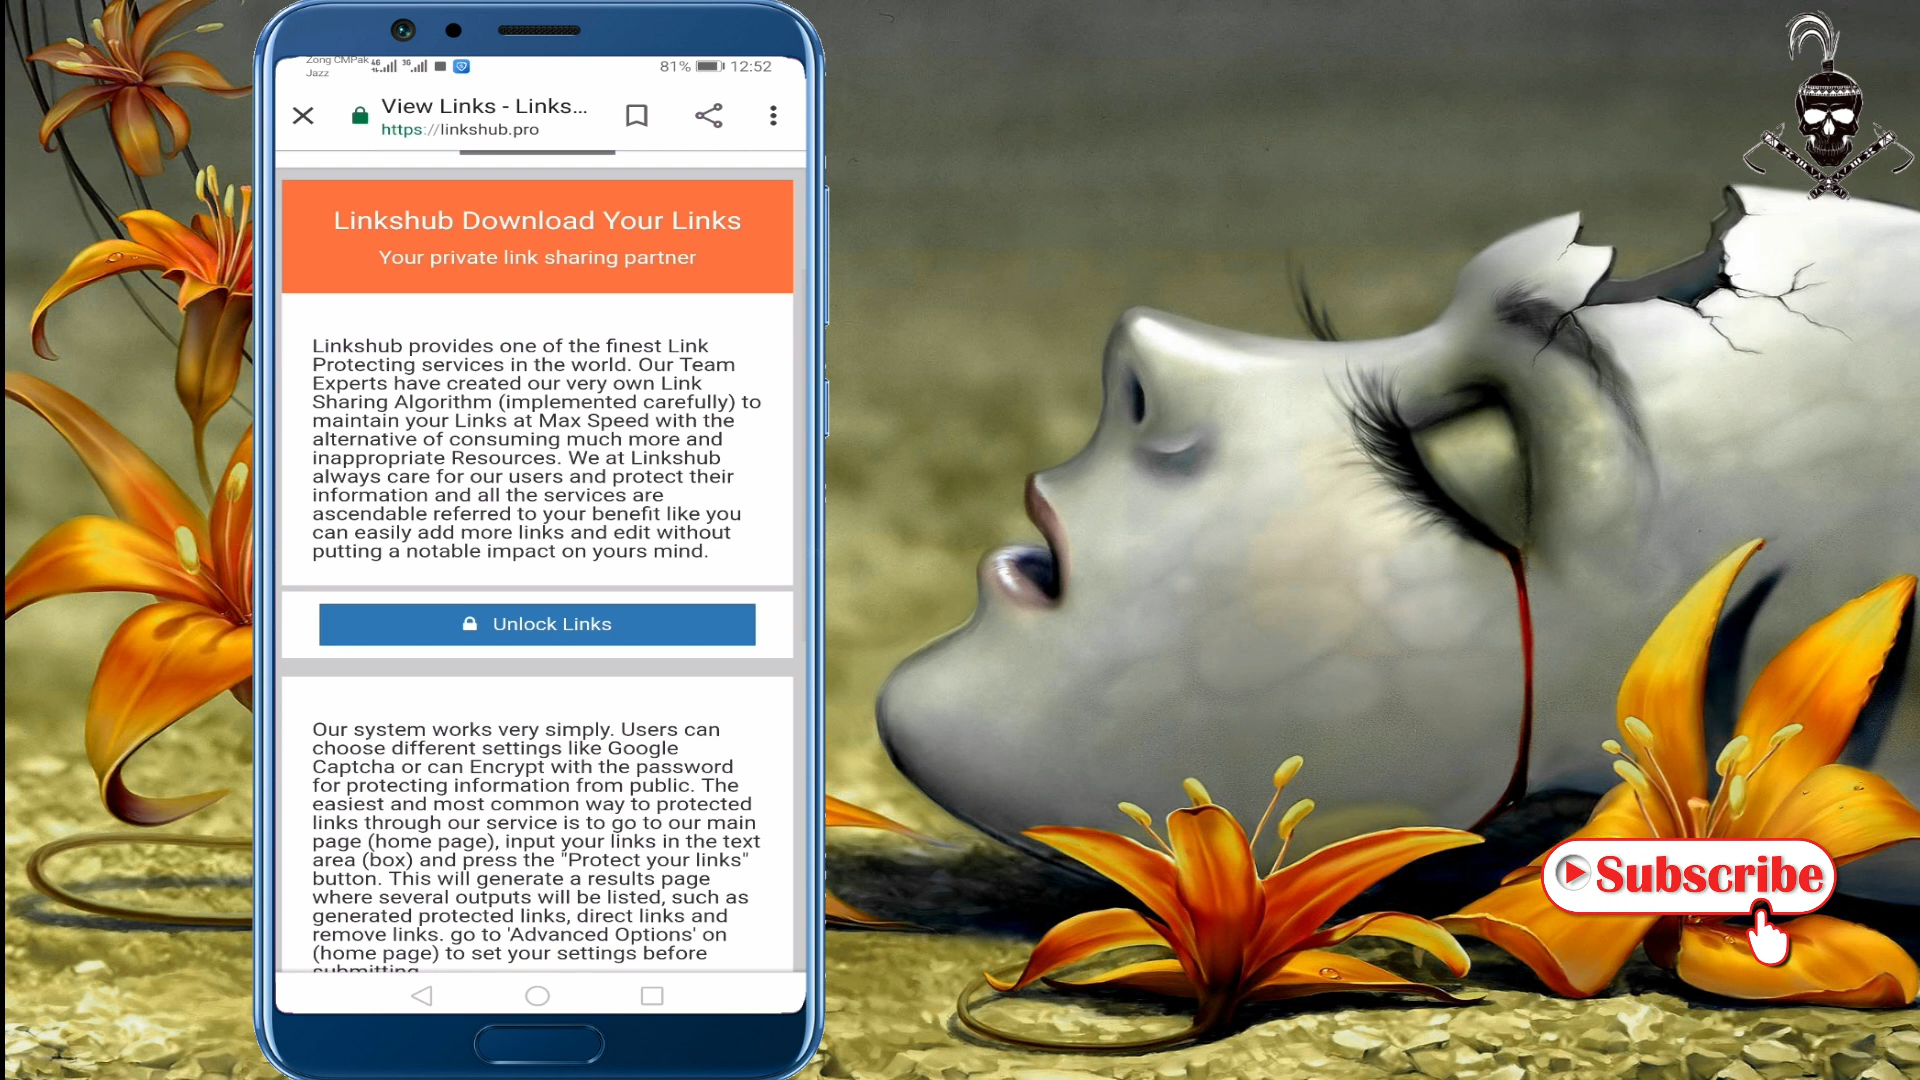 Zong CMPak
Jazz
4G
3G
81%
12:52
View Links - Links...
https://linkshub.pro
Linkshub Download Your Links
Your private link sharing partner
Linkshub provides one of the finest Link
Protecting services in the world. Our Team
Experts have created our very own Link
Sharing Algorithm (implemented carefully) to
maintain your Links at Max Speed with the
alternative of consuming much more and
inappropriate Resources. We at Linkshub
always care for our users and protect their
information and all the services are
ascendable referred to your benefit like you
can easily add more links and edit without
putting a notable impact on yours mind.
Unlock Links
Our system works very simply. Users can
choose different settings like Google
Captcha or can Encrypt with the password
for protecting information from public. The
easiest and most common way to protected
links through our service is to go to our main
page (home page), input your links in the text
area (box) and press the "Protect your links"
button. This will generate a results page
where several outputs will be listed, such as
generated protected links, direct links and
remove links. go to 'Advanced Options' on
(home page) to set your settings before
submitting
Subscribe